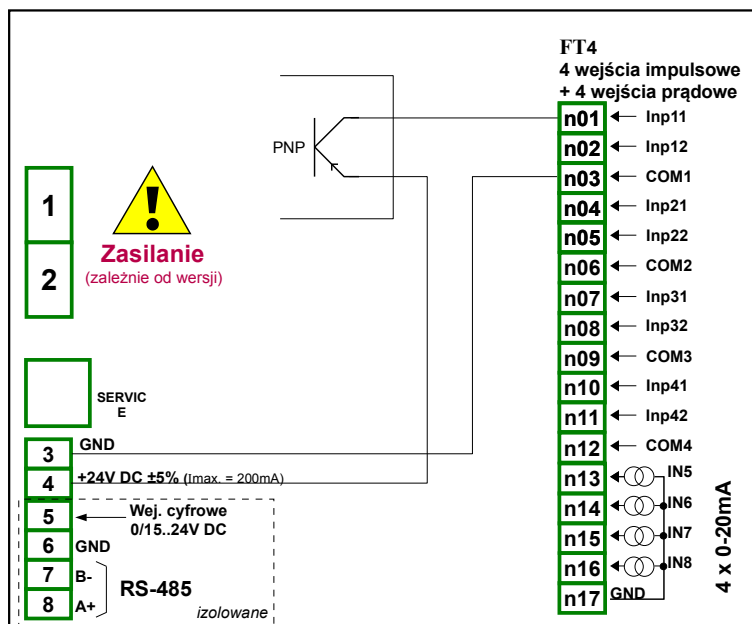 FT4
4 wejścia impulsowe
+ 4 wejścia prądowe
PNP
1
2
!
Zasilanie
(zależnie od wersji)
SERVIC
E
3 GND
4 +24V DC ±5% (Imax. = 200mA)
5 Wej. cyfrowe
0/15..24V DC
6 GND
7 B-
8 A+
RS-485
izolowane
n01 Inp11
n02 Inp12
n03 COM1
n04 Inp21
n05 Inp22
n06 COM2
n07 Inp31
n08 Inp32
n09 COM3
n10 Inp41
n11 Inp42
n12 COM4
n13 IN5
n14 IN6
n15 IN7
n16 IN8
n17 GND
4 x 0-20mA